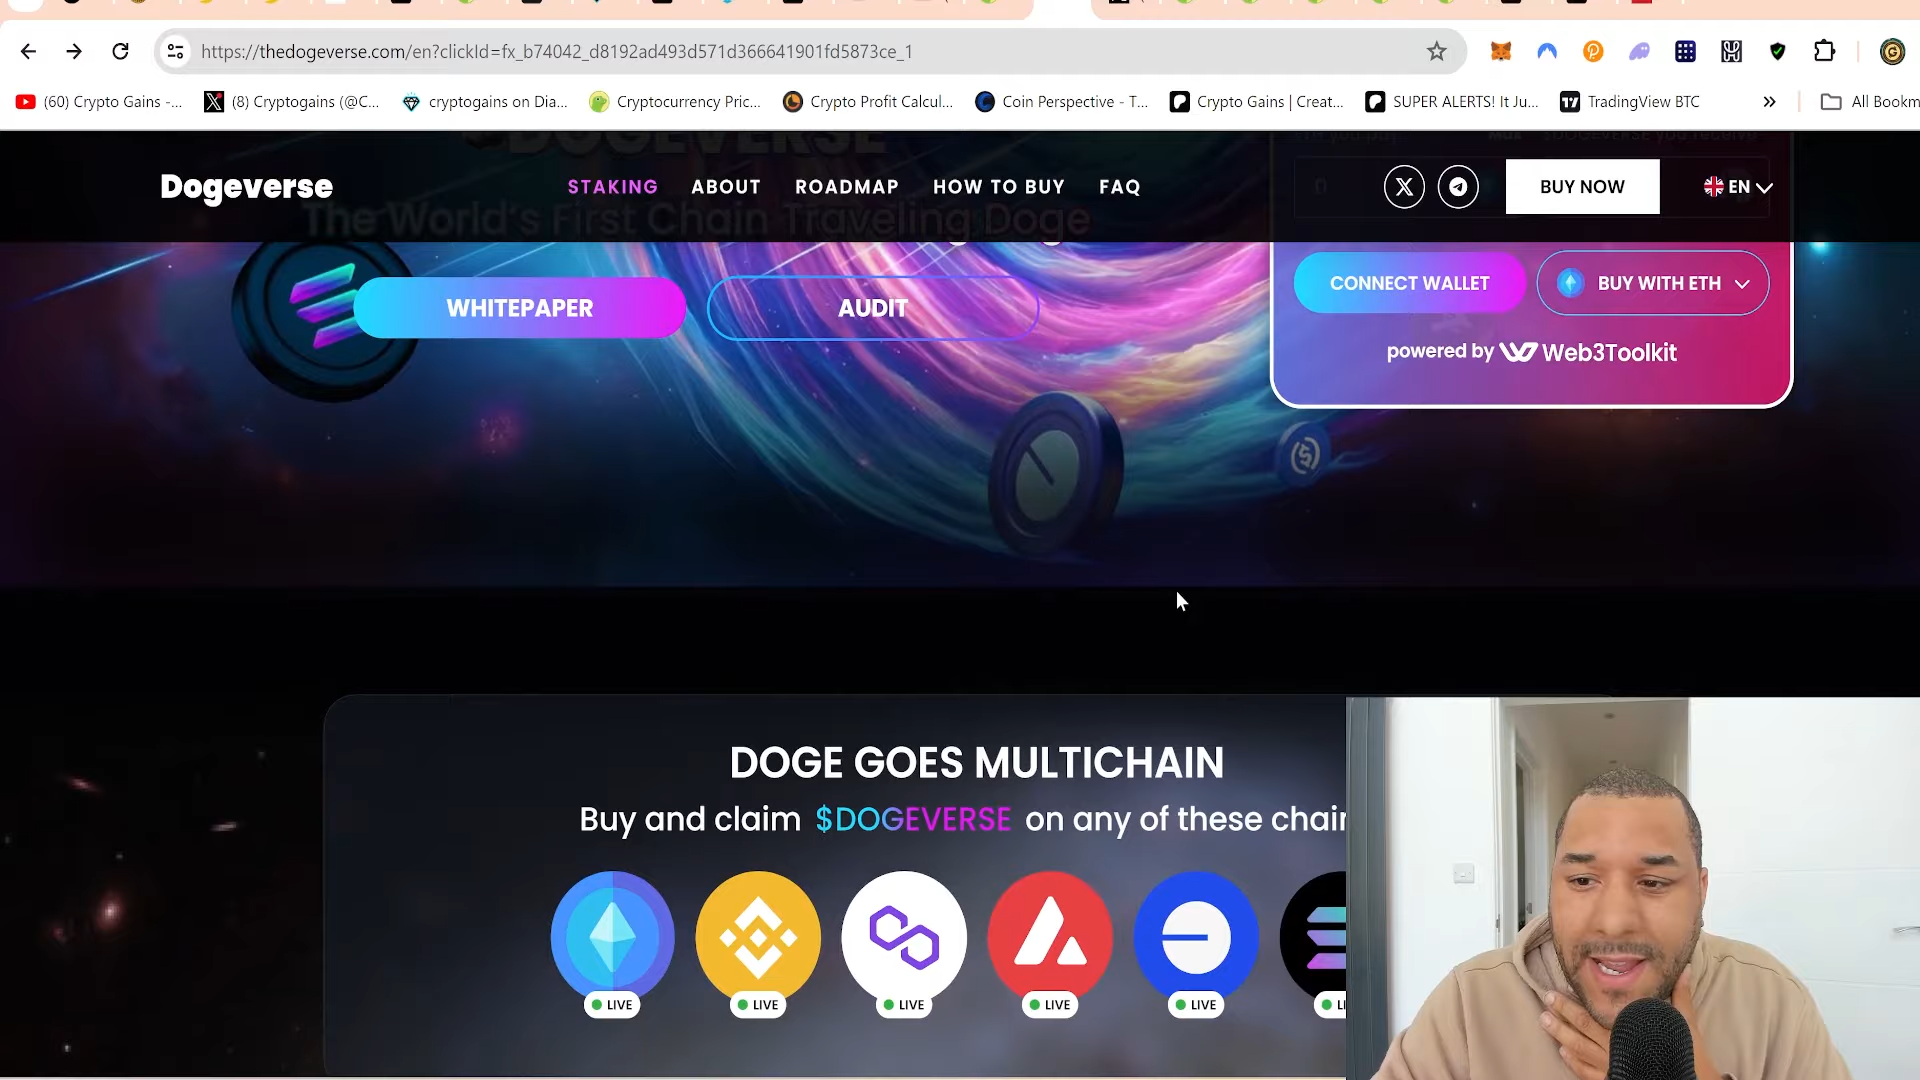 https://thedogeverse.com/en?clickId=fx_b74042_d8192ad493d571d366641901fd5873ce_1
(60) Crypto Gains -...
(8) Cryptogains (@C...
cryptogains on Dia...
Cryptocurrency Pric...
Crypto Profit Calcul...
Coin Perspective - T...
Crypto Gains | Creat...
SUPER ALERTS! It Ju...
TradingView BTC
All Bookm
DOGEVERSE
Dogeverse
STAKING
ABOUT
ROADMAP
HOW TO BUY
FAQ
BUY NOW
EN
The World's First Chain Traveling Doge
WHITEPAPER
AUDIT
CONNECT WALLET
BUY WITH ETH
powered by Web3Toolkit
DOGE GOES MULTICHAIN
Buy and claim $DOGEVERSE on any of these chain
LIVE
LIVE
LIVE
LIVE
LIVE
LI